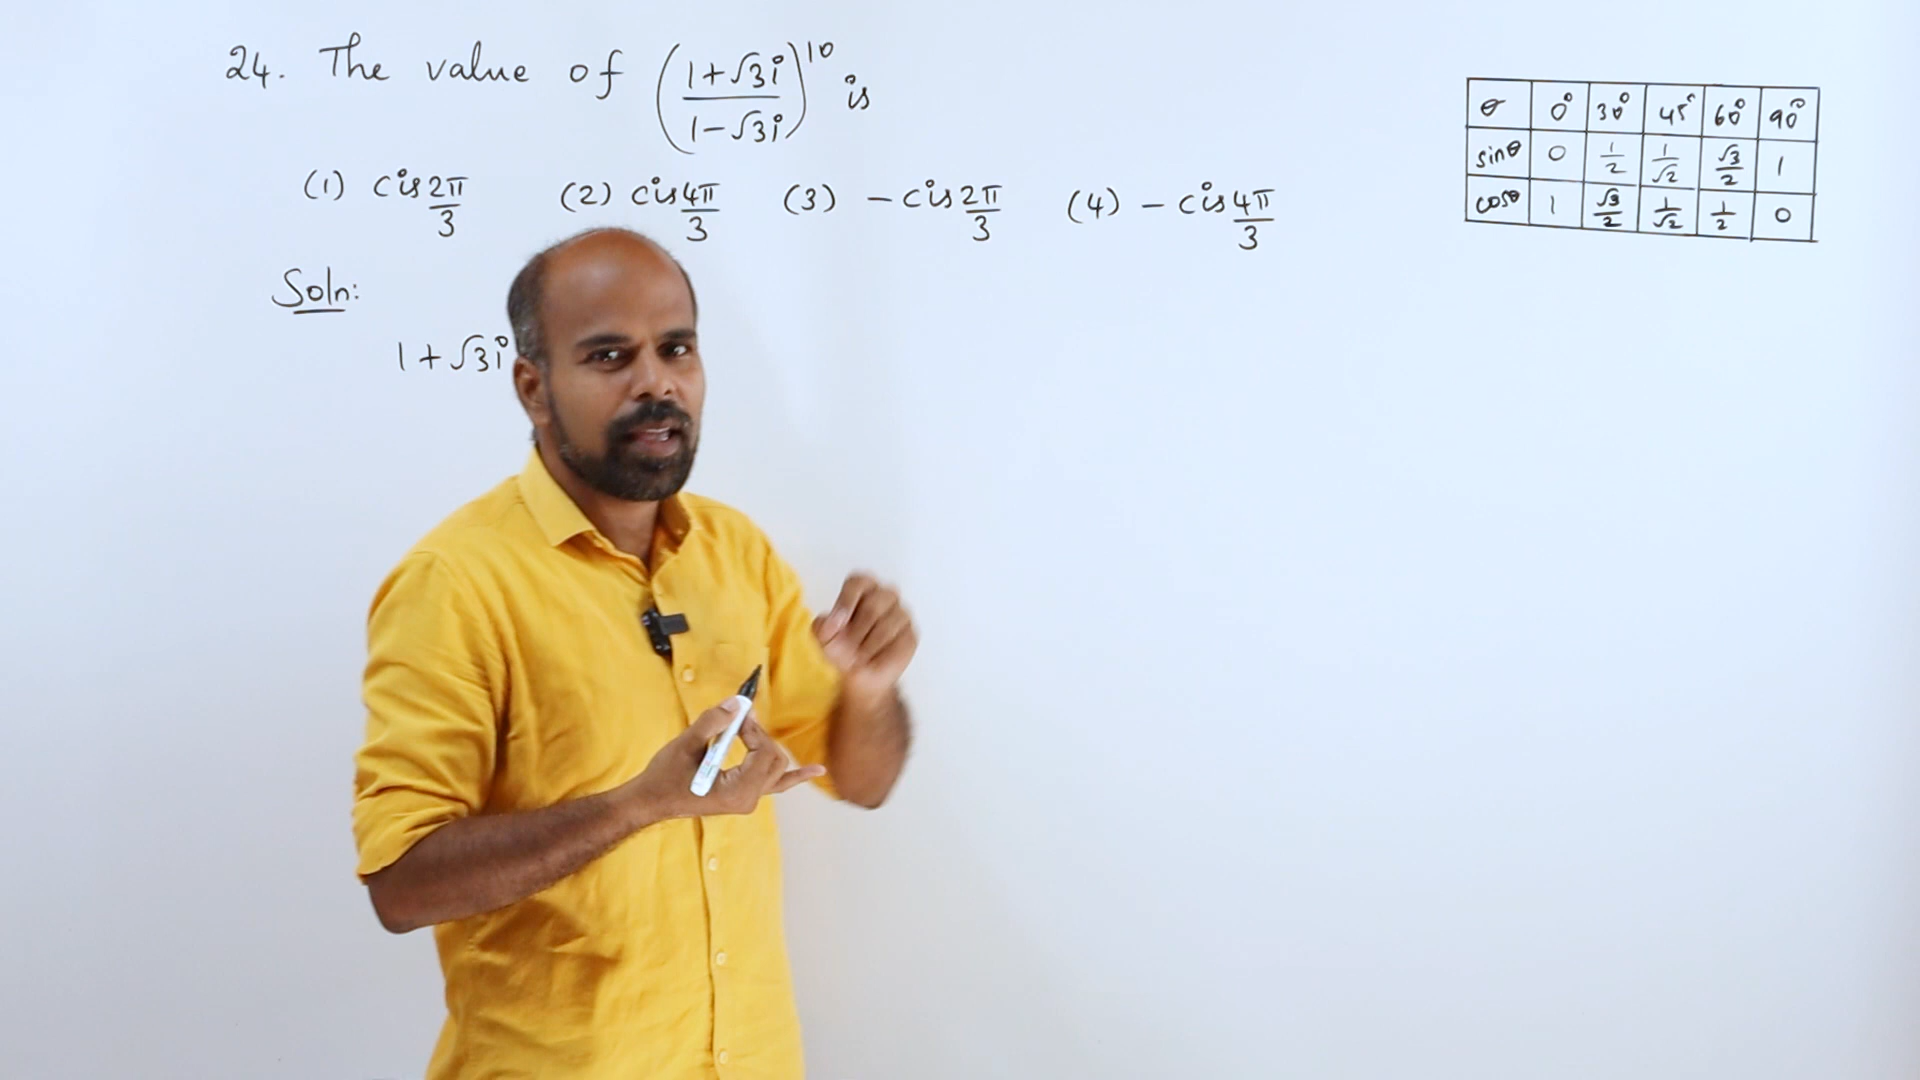 24. The value of ((1+√3i)/(1-√3i))^10 is
(1) cis 2π/3 (2) cis 4π/3 (3) - cis 2π/3 (4) - cis 4π/3
Soln:
1+√3i
θ 0° 30° 45° 60° 90°
sinθ 0 1/2 1/√2 √3/2 1
cosθ 1 √3/2 1/√2 1/2 0